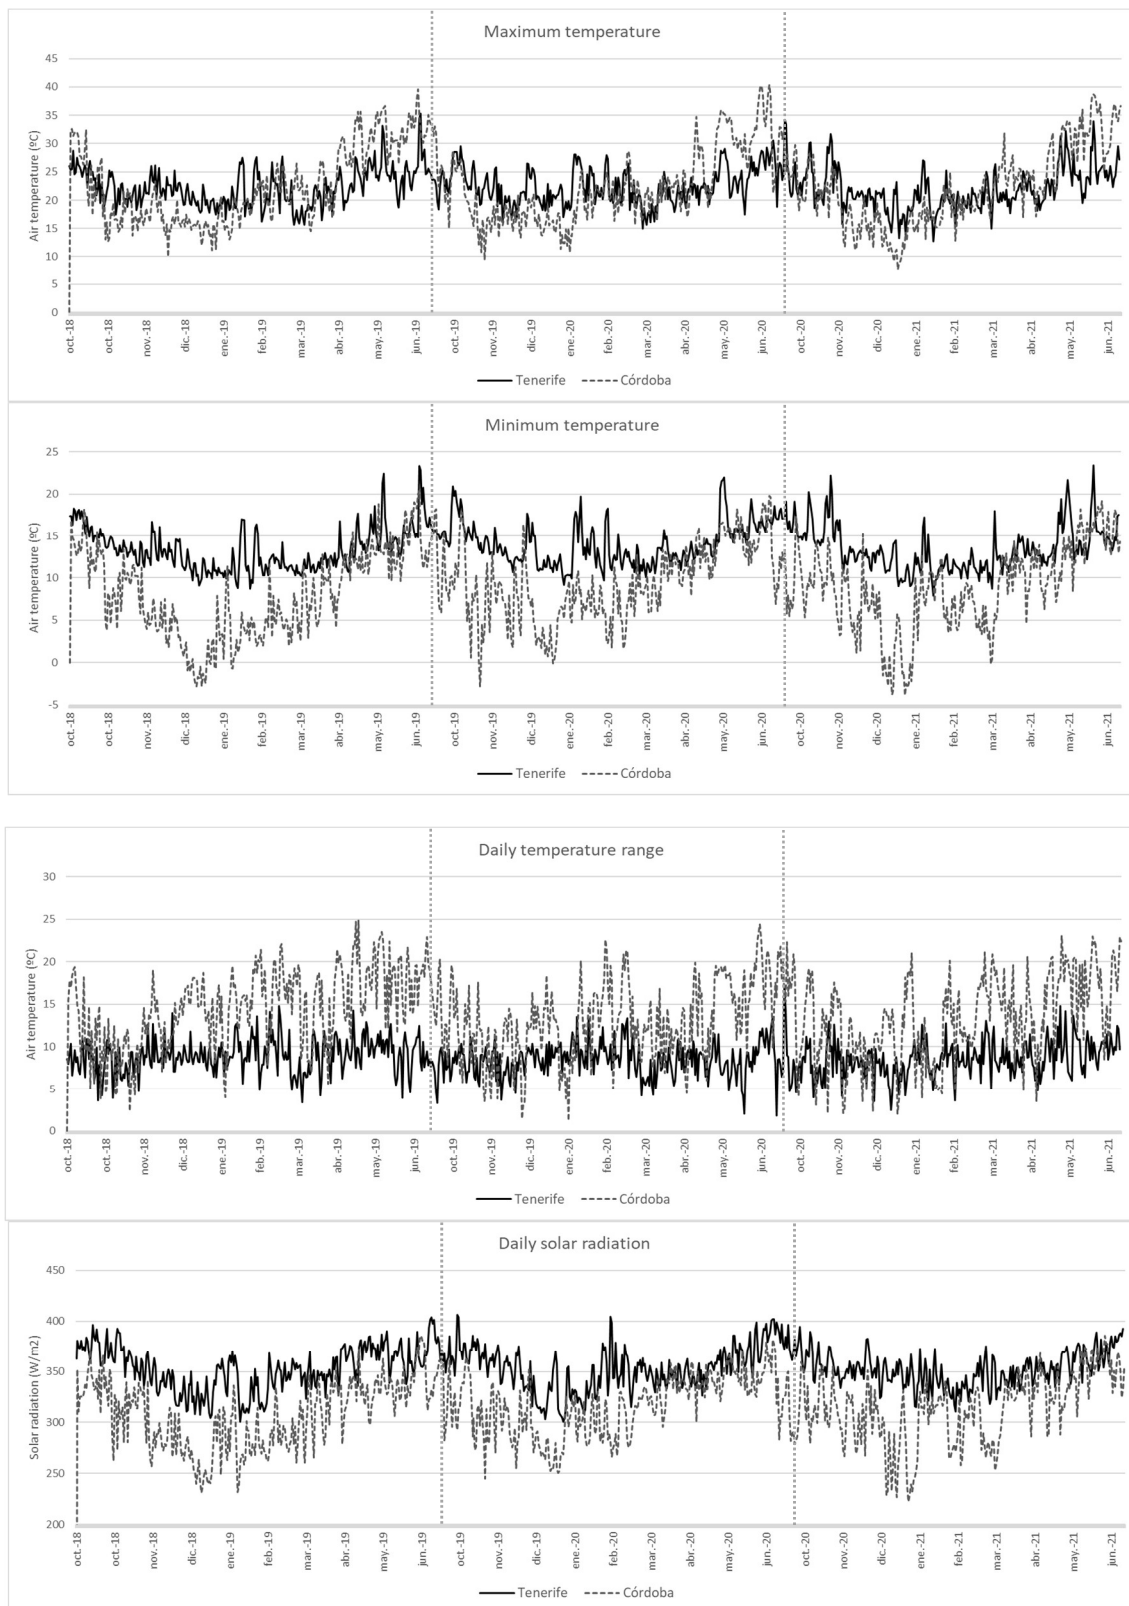 Maximum temperature
Air temperature (ºC)
45
40
35
30
25
20
15
10
5
0
oct.-18 oct.-18 nov.-18 dic.-18 ene.-19 feb.-19 mar.-19 abr.-19 may.-19 jun.-19 oct.-19 nov.-19 dic.-19 ene.-20 feb.-20 mar.-20 abr.-20 may.-20 jun.-20 oct.-20 nov.-20 dic.-20 ene.-21 feb.-21 mar.-21 abr.-21 may.-21 jun.-21
Tenerife Córdoba
Minimum temperature
Air temperature (ºC)
25
20
15
10
5
0
-5
oct.-18 oct.-18 nov.-18 dic.-18 ene.-19 feb.-19 mar.-19 abr.-19 may.-19 jun.-19 oct.-19 nov.-19 dic.-19 ene.-20 feb.-20 mar.-20 abr.-20 may.-20 jun.-20 oct.-20 nov.-20 dic.-20 ene.-21 feb.-21 mar.-21 abr.-21 may.-21 jun.-21
Tenerife Córdoba
Daily temperature range
Air temperature (ºC)
30
25
20
15
10
5
0
oct.-18 oct.-18 nov.-18 dic.-18 ene.-19 feb.-19 mar.-19 abr.-19 may.-19 jun.-19 oct.-19 nov.-19 dic.-19 ene.-20 feb.-20 mar.-20 abr.-20 may.-20 jun.-20 oct.-20 nov.-20 dic.-20 ene.-21 feb.-21 mar.-21 abr.-21 may.-21 jun.-21
Tenerife Córdoba
Daily solar radiation
Solar radiation (W/m2)
450
400
350
300
250
200
oct.-18 oct.-18 nov.-18 dic.-18 ene.-19 feb.-19 mar.-19 abr.-19 may.-19 jun.-19 oct.-19 nov.-19 dic.-19 ene.-20 feb.-20 mar.-20 abr.-20 may.-20 jun.-20 oct.-20 nov.-20 dic.-20 ene.-21 feb.-21 mar.-21 abr.-21 may.-21 jun.-21
Tenerife Córdoba